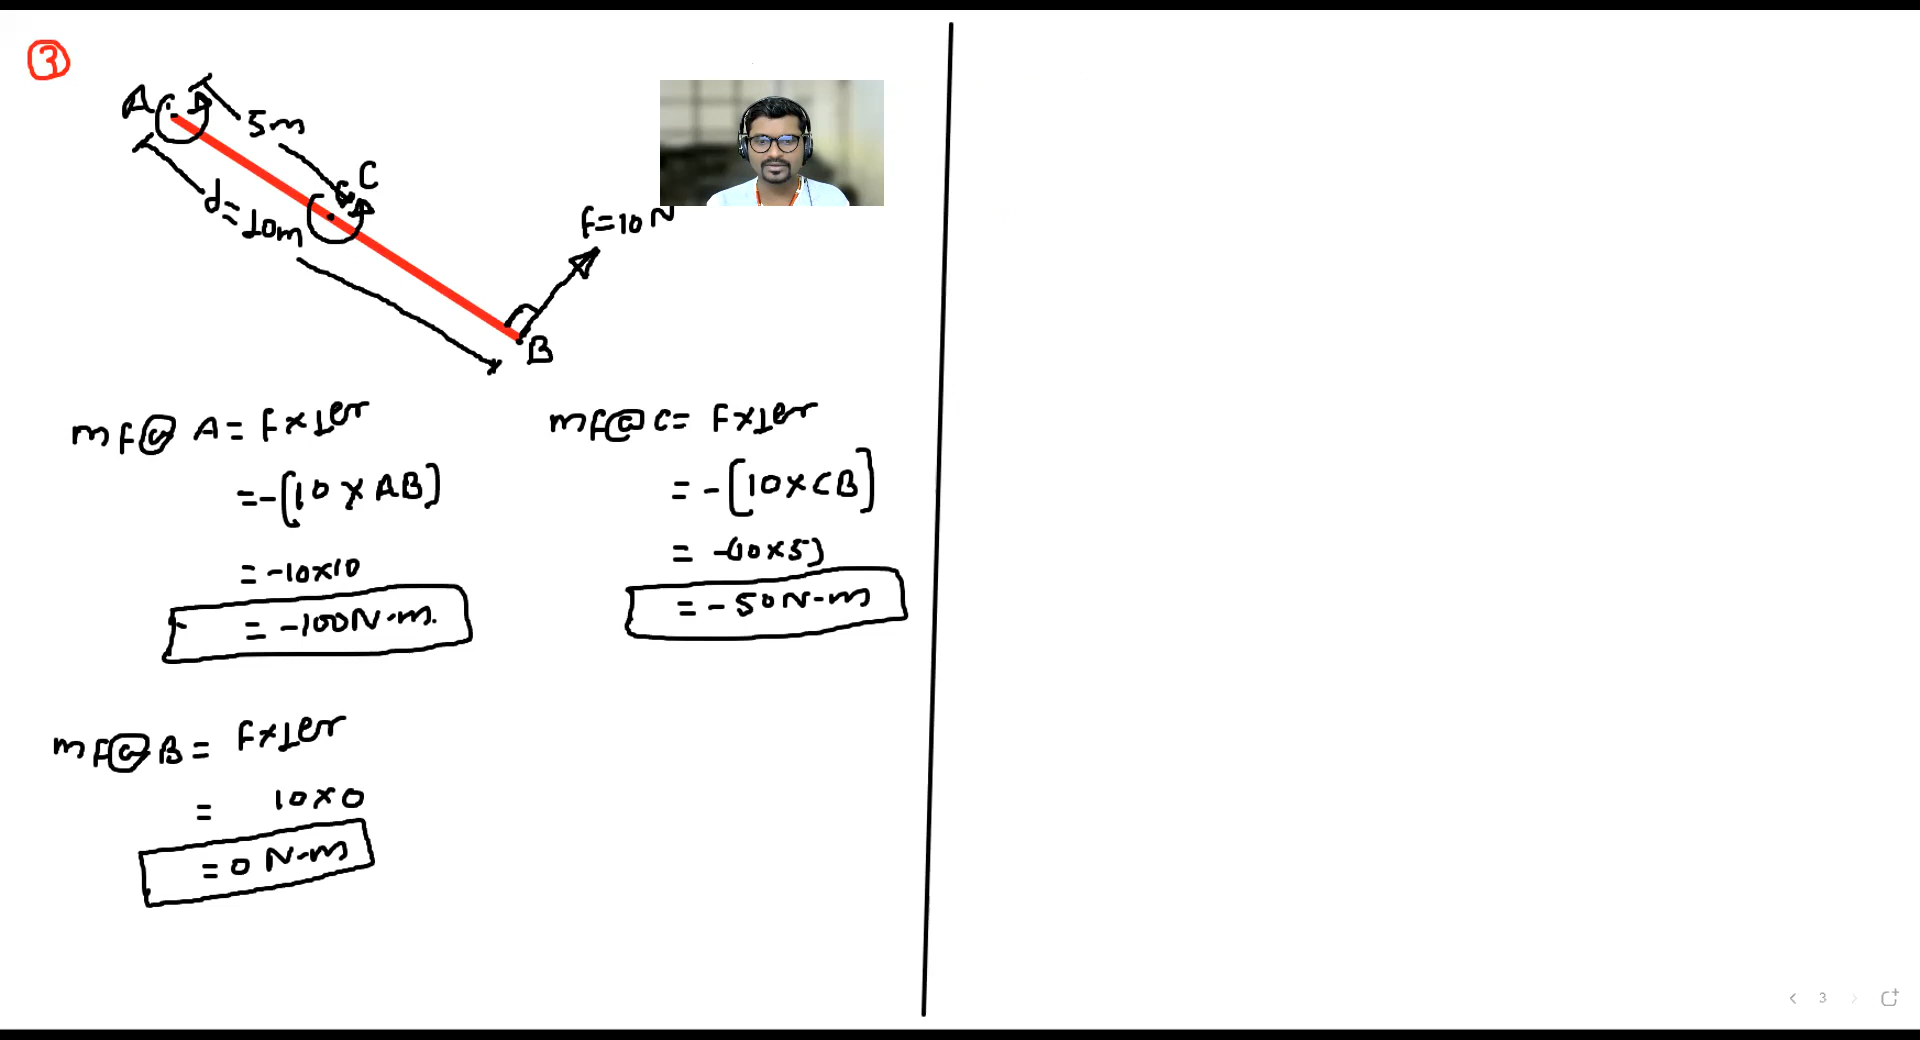 3
A
5m
C
d=10m
F=10N
B
mF@ A = F×⊥er
=-[10×AB]
= -10×10
= -100N-m.
mF@ C= F×⊥er
= -[10×CB]
= -(10×5)
= -50N-m
mF@ B = F×⊥er
= 10×0
= 0 N-m
3